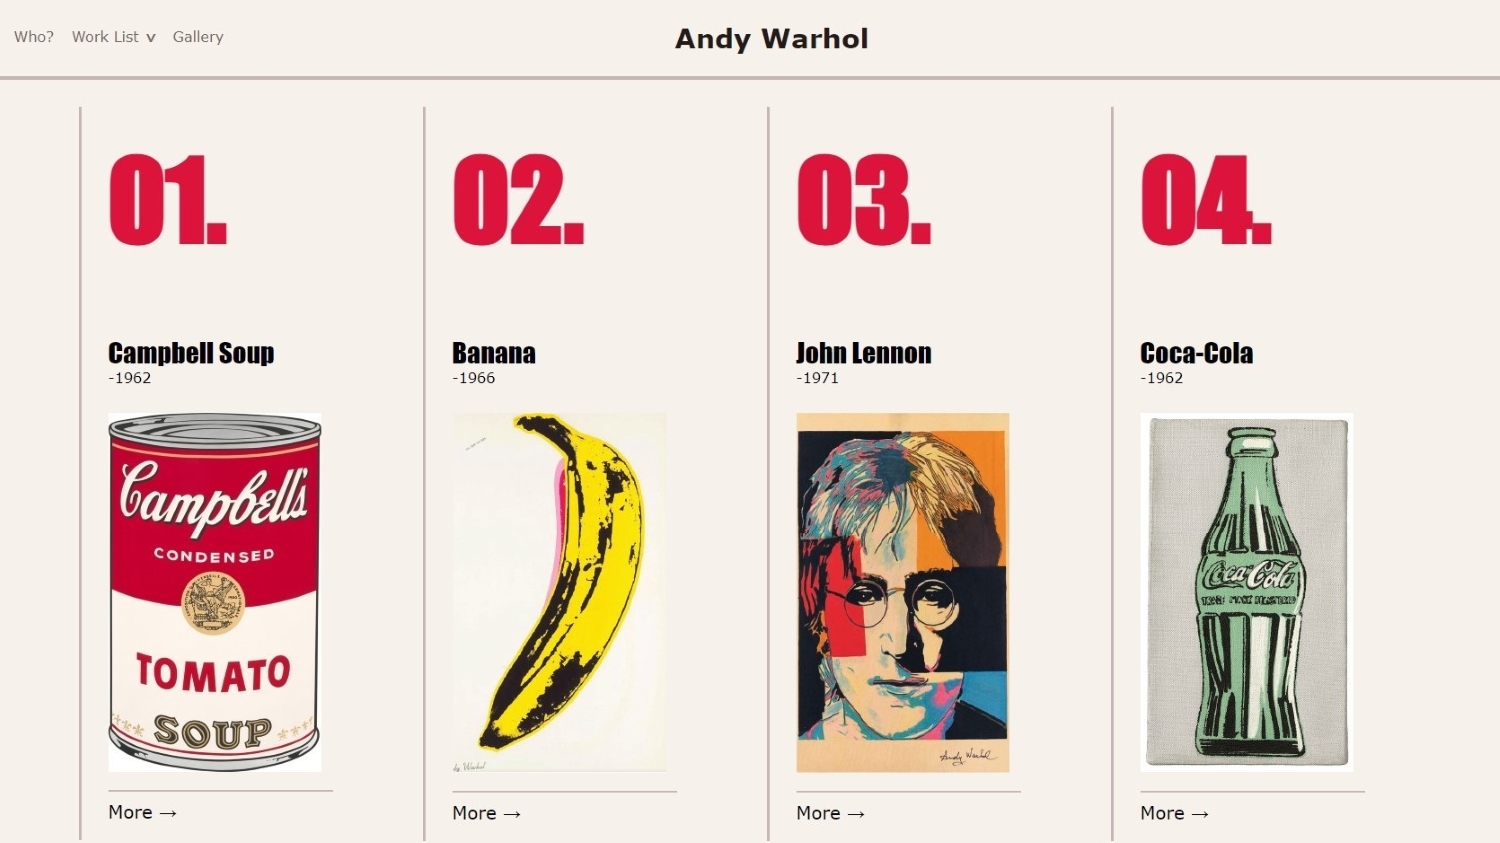 Who? Work List v Gallery
Andy Warhol
01.
Campbell Soup
-1962
Campbell's
CONDENSED
TOMATO
SOUP
More →
02.
Banana
-1966
More →
03.
John Lennon
-1971
Andy Warhol
More →
04.
Coca-Cola
-1962
Coca-Cola
More →